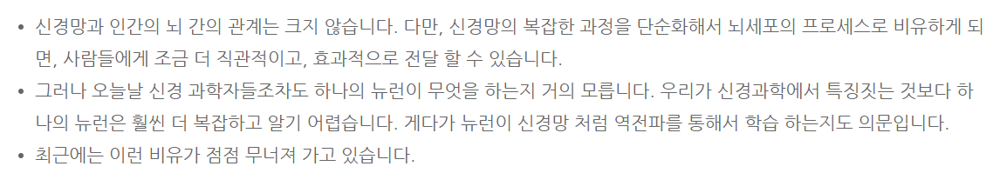 • 신경망과 인간의 뇌 간의 관계는 크지 않습니다. 다만, 신경망의 복잡한 과정을 단순화해서 뇌세포의 프로세스로 비유하게 되
면, 사람들에게 조금 더 직관적이고, 효과적으로 전달 할 수 있습니다.
• 그러나 오늘날 신경 과학자들조차도 하나의 뉴런이 무엇을 하는지 거의 모릅니다. 우리가 신경과학에서 특징짓는 것보다 하
나의 뉴런은 훨씬 더 복잡하고 알기 어렵습니다. 게다가 뉴런이 신경망 처럼 역전파를 통해서 학습 하는지도 의문입니다.
• 최근에는 이런 비유가 점점 무너져 가고 있습니다.